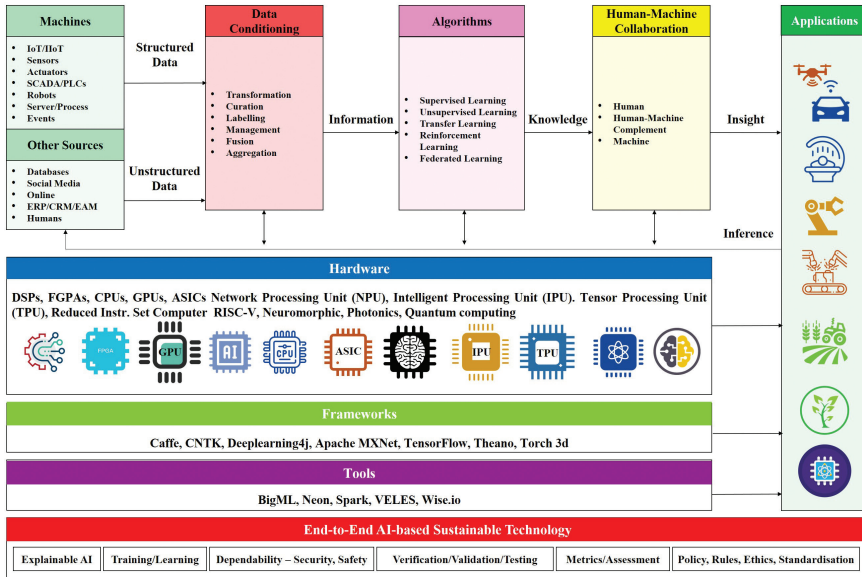 Machines
• IoT/IIoT
• Sensors
• Actuators
• SCADA/PLCs
• Robots
• Server/Process
• Events
Other Sources
• Databases
• Social Media
• Online
• ERP/CRM/EAM
• Humans
Structured
Data
Unstructured
Data
Data
Conditioning
• Transformation
• Curation
• Labelling
• Management
• Fusion
• Aggregation
Information
Algorithms
• Supervised Learning
• Unsupervised Learning
• Transfer Learning
• Reinforcement
Learning
• Federated Learning
Knowledge
Human-Machine
Collaboration
• Human
• Human-Machine
Complement
• Machine
Insight
Inference
Applications
Hardware
DSPs, FGPAs, CPUs, GPUs, ASICs Network Processing Unit (NPU), Intelligent Processing Unit (IPU). Tensor Processing Unit
(TPU), Reduced Instr. Set Computer RISC-V, Neuromorphic, Photonics, Quantum computing
FPGA
GPU
AI
CPU
ASIC
IPU
TPU
Frameworks
Caffe, CNTK, Deeplearning4j, Apache MXNet, TensorFlow, Theano, Torch 3d
Tools
BigML, Neon, Spark, VELES, Wise.io
End-to-End AI-based Sustainable Technology
Explainable AI
Training/Learning
Dependability – Security, Safety
Verification/Validation/Testing
Metrics/Assessment
Policy, Rules, Ethics, Standardisation